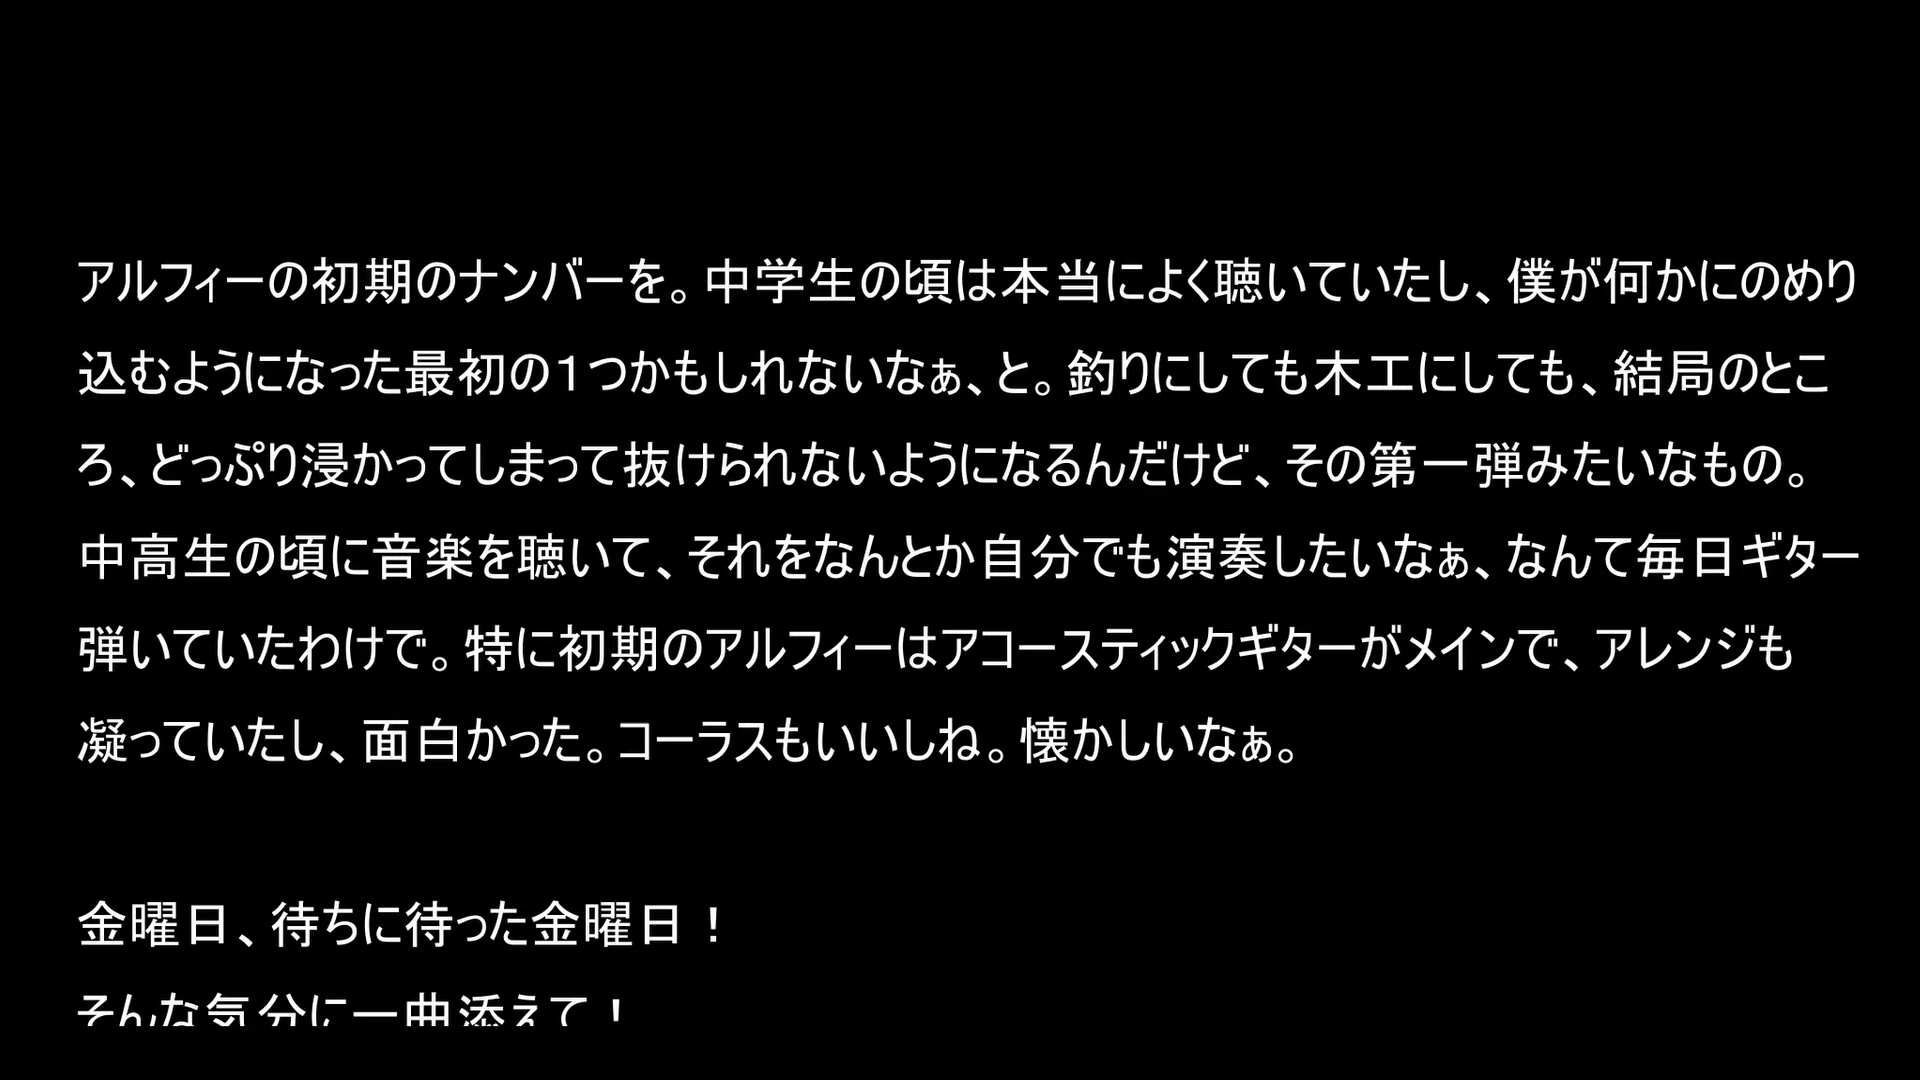 アルフィーの初期のナンバーを。中学生の頃は本当によく聴いていたし、僕が何かにのめり
込むようになった最初の１つかもしれないなぁ、と。釣りにしても木工にしても、結局のとこ
ろ、どっぷり浸かってしまって抜けられないようになるんだけど、その第一弾みたいなもの。
中高生の頃に音楽を聴いて、それをなんとか自分でも演奏したいなぁ、なんて毎日ギター
弾いていたわけで。特に初期のアルフィーはアコースティックギターがメインで、アレンジも
凝っていたし、面白かった。コーラスもいいしね。懐かしいなぁ。
金曜日、待ちに待った金曜日！
そんな気分に一曲添えて！